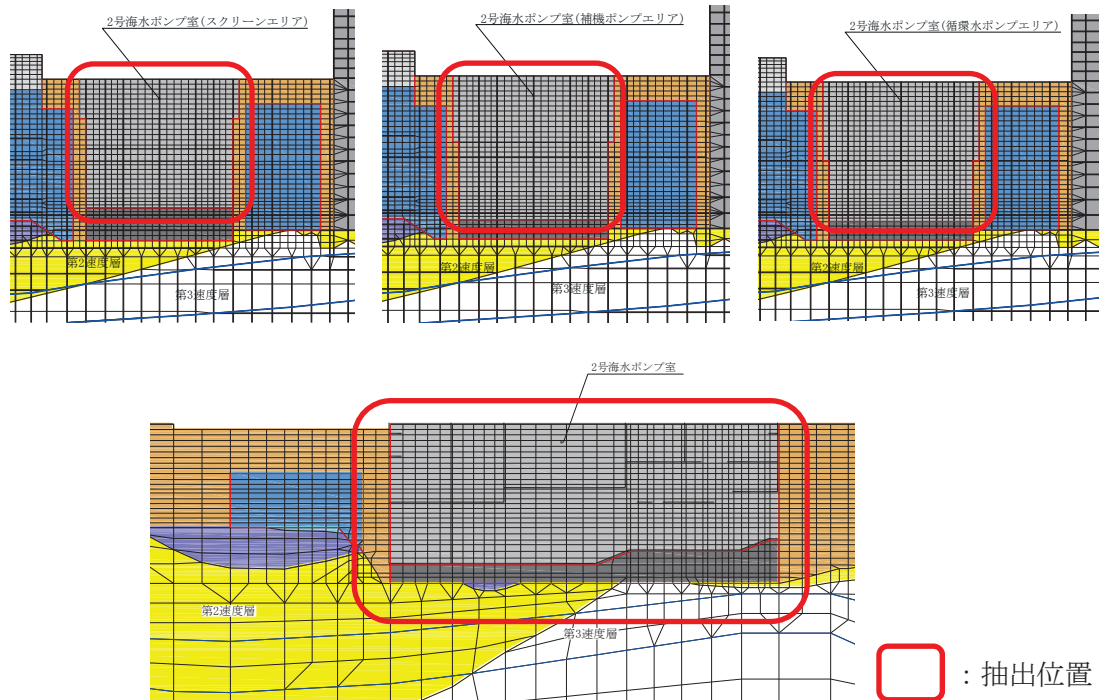 2号海水ポンプ室(スクリーンエリア)
第2速度層
第3速度層
2号海水ポンプ室(補機ポンプエリア)
第2速度層
第3速度層
2号海水ポンプ室(循環水ポンプエリア)
第2速度層
第3速度層
2号海水ポンプ室
第2速度層
第3速度層
：抽出位置